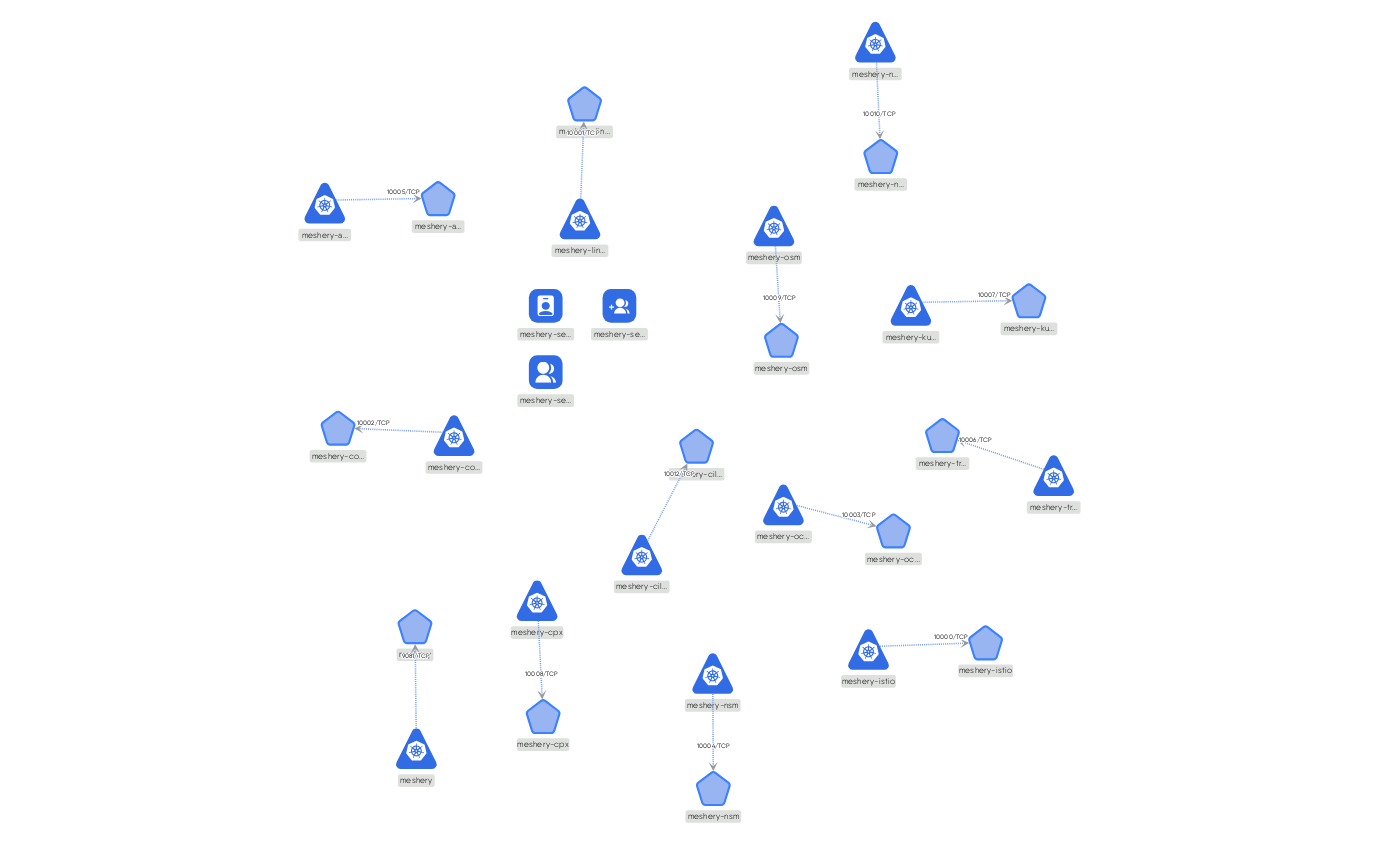 meshery-n...
10010/TCP
meshery-n...
10001/TCP
10005/TCP
meshery-a...
meshery-a...
meshery-lin...
meshery-osm
10009/TCP
meshery-osm
10007/TCP
meshery-ku...
meshery-ku...
meshery-se...
meshery-se...
meshery-se...
10002/TCP
meshery-co...
meshery-co...
10012/TCP
meshery-cil...
10003/TCP
meshery-oc...
meshery-oc...
10006/TCP
meshery-tr...
meshery-tr...
9081/TCP
meshery
meshery-cpx
10008/TCP
meshery-cpx
meshery-nsm
10004/TCP
meshery-nsm
10000/TCP
meshery-istio
meshery-istio